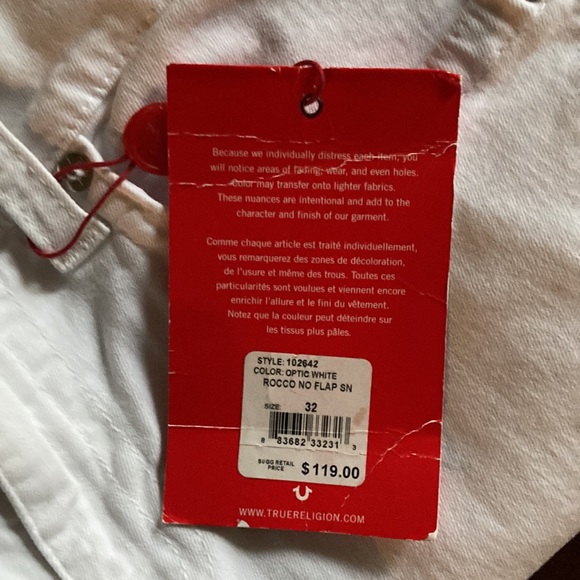 Because we individually distress each item, you
will notice areas of fading, wear, and even holes.
Color may transfer onto lighter fabrics.
These nuances are intentional and add to the
character and finish of our garment.
Comme chaque article est traité individuellement,
vous remarquerez des zones de décoloration,
de l'usure et même des trous. Toutes ces
particularités sont voulues et viennent encore
enrichir l'allure et le fini du vêtement.
Notez que la couleur peut déteindre sur
les tissus plus pâles.
STYLE: 102642
COLOR: OPTIC WHITE
ROCCO NO FLAP SN
SIZE: 32
8 83682 33231 3
SUGG RETAIL
PRICE $119.00
WWW.TRUERELIGION.COM